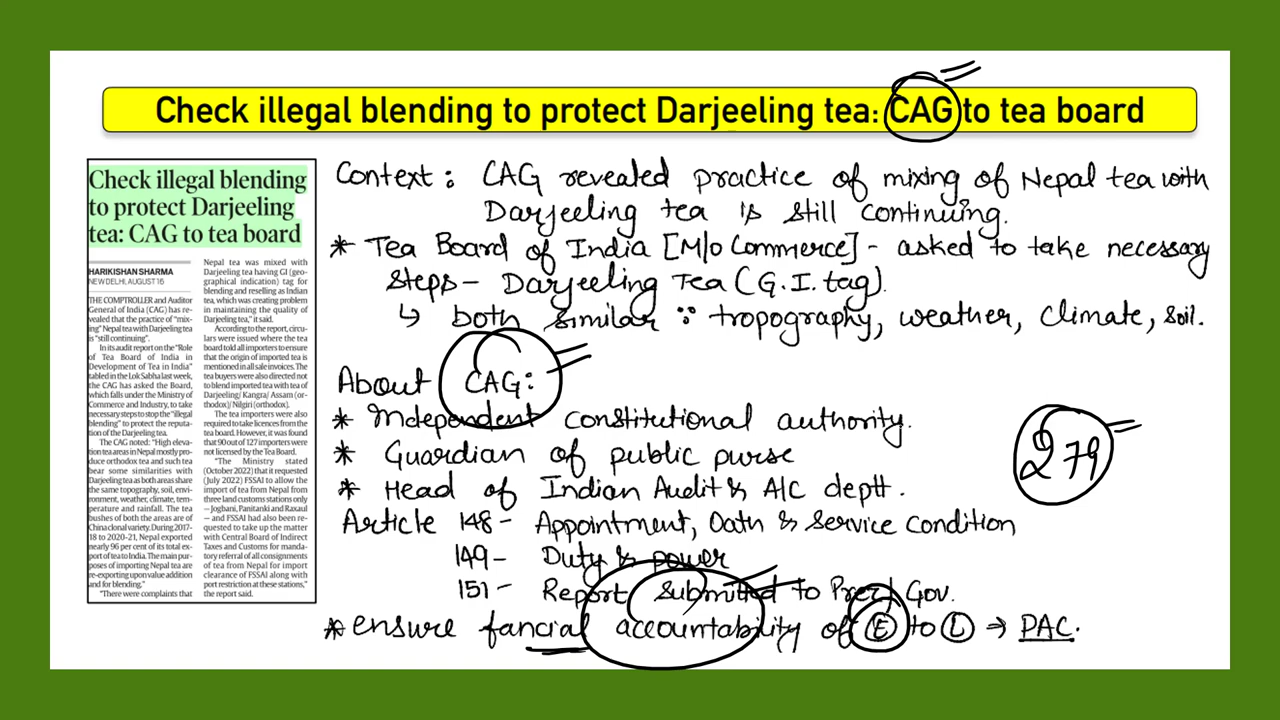 Check illegal blending to protect Darjeeling tea: CAG to tea board
Check illegal blending
to protect Darjeeling
tea: CAG to tea board
HARIKISHAN SHARMA
NEW DELHI, AUGUST 16
THE COMPTROLLER and Auditor
General of India (CAG) has re-
vealed that the practice of "mix-
ing" Nepal tea with Darjeeling tea
is "still continuing".
In its audit report on the "Role
of Tea Board of India in
Development of Tea in India"
tabled in the Lok Sabha last week,
the CAG has asked the Board,
which falls under the Ministry of
Commerce and Industry, to take
necessary steps to stop the "illegal
blending" to protect the reputa-
tion of the Darjeeling tea.
The CAG noted: "High eleva-
tion tea areas in Nepal mostly pro-
duce orthodox tea and such tea
bear some similarities with
Darjeeling tea as both areas share
the same topography, soil, envi-
ronment, weather, climate, tem-
perature and rainfall. The tea
bushes of both the areas are of
China clonal variety. During 2017-
18 to 2020-21, Nepal exported
nearly 96 per cent of its total ex-
port of tea to India. The main pur-
poses of importing Nepal tea are
re-exporting upon value addition
and for blending."
"There were complaints that
Nepal tea was mixed with
Darjeeling tea having GI (geo-
graphical indication) tag for
blending and reselling as Indian
tea, which was creating problem
in maintaining the quality of
Darjeeling tea," it said.
According to the report, circu-
lars were issued where the tea
board told all importers to ensure
that the origin of imported tea is
mentioned in all sale invoices. The
tea buyers were also directed not
to blend imported tea with tea of
Darjeeling/ Kangra/ Assam (or-
thodox)/ Nilgiri (orthodox).
The tea importers were also
required to take licences from the
tea board. However, it was found
that 90 out of 127 importers were
not licensed by the Tea Board.
"The Ministry stated
(October 2022) that it requested
(July 2022) FSSAI to allow the
import of tea from Nepal from
three land customs stations only
— Jogbani, Panitanki and Raxaul
— and FSSAI had also been re-
quested to take up the matter
with Central Board of Indirect
Taxes and Customs for manda-
tory referral of all consignments
of tea from Nepal for import
clearance of FSSAI along with
port restriction at these stations,"
the report said.
Context : CAG revealed practice of mixing of Nepal tea with
Darjeeling tea is still continuing.
* Tea Board of India [M/o Commerce] - asked to take necessary
steps - Darjeeling Tea (G.I. tag).
↳ both similar ∵ tropography, weather, climate, soil.
About CAG:
* Independent constitutional authority.
* Guardian of public purse
* Head of Indian Audit & A/C deptt.
279
Article 148 - Appointment, Oath & Service Condition
149 - Duty & power
151 - Report submitted to Prez/ Gov.
* ensure fancial accountability of E to L → PAC.